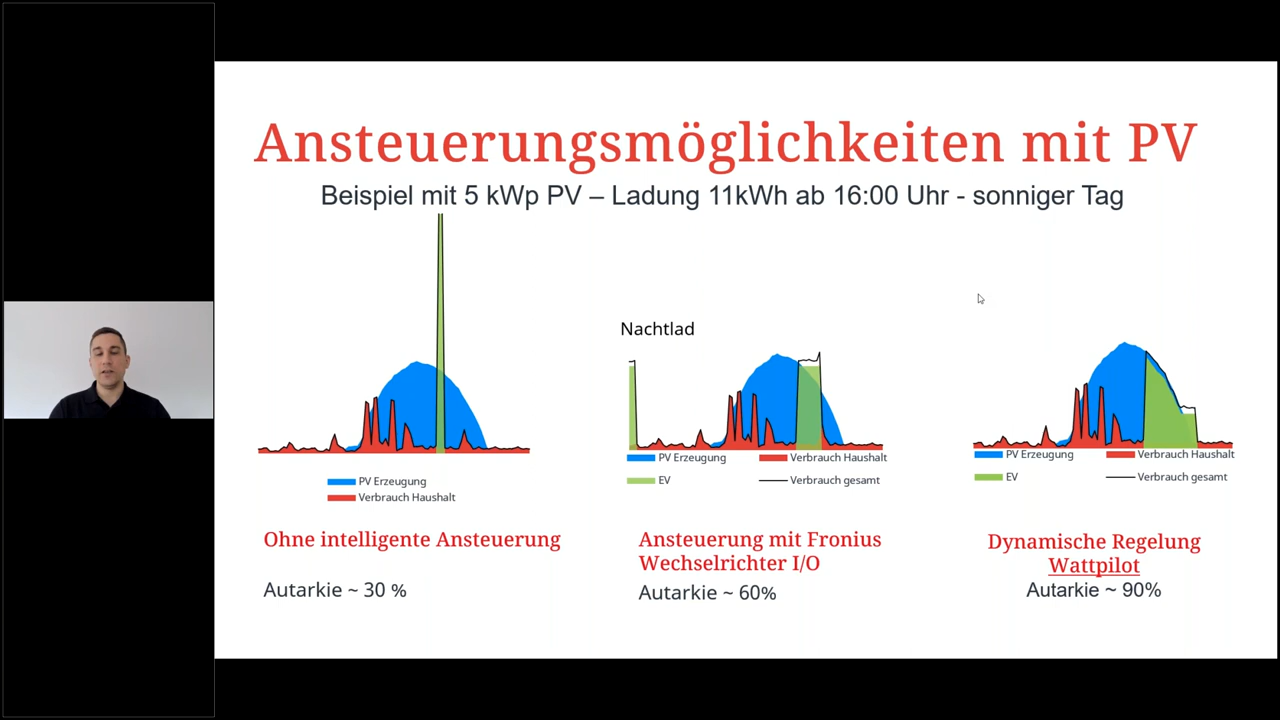 Ansteuerungsmöglichkeiten mit PV
Beispiel mit 5 kWp PV – Ladung 11kWh ab 16:00 Uhr - sonniger Tag
PV Erzeugung
Verbrauch Haushalt
Ohne intelligente Ansteuerung
Autarkie ~ 30 %
Nachtlad
PV Erzeugung
Verbrauch Haushalt
EV
Verbrauch gesamt
Ansteuerung mit Fronius
Wechselrichter I/O
Autarkie ~ 60%
PV Erzeugung
Verbrauch Haushalt
EV
Verbrauch gesamt
Dynamische Regelung
Wattpilot
Autarkie ~ 90%